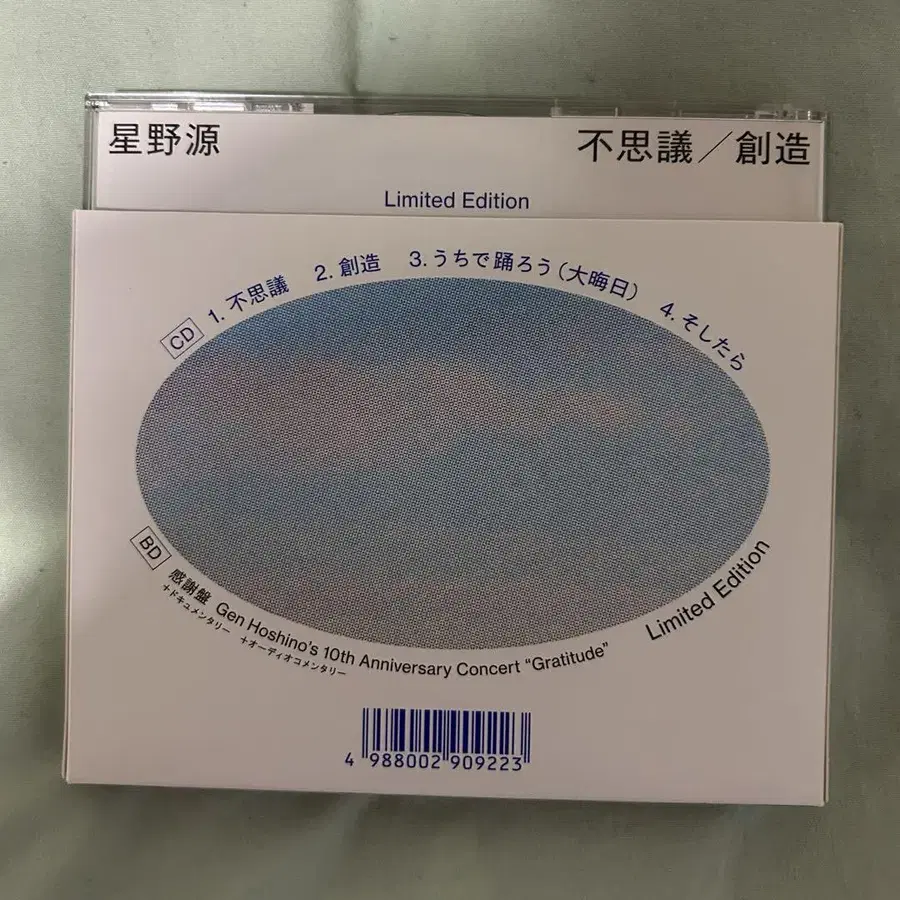 星野源
不思議／創造
Limited Edition
CD 1. 不思議 2. 創造 3. うちで踊ろう（大晦日） 4. そしたら
BD 感謝盤 Gen Hoshino's 10th Anniversary Concert “Gratitude”
+ドキュメンタリー +オーディオコメンタリー
Limited Edition
4 988002 909223